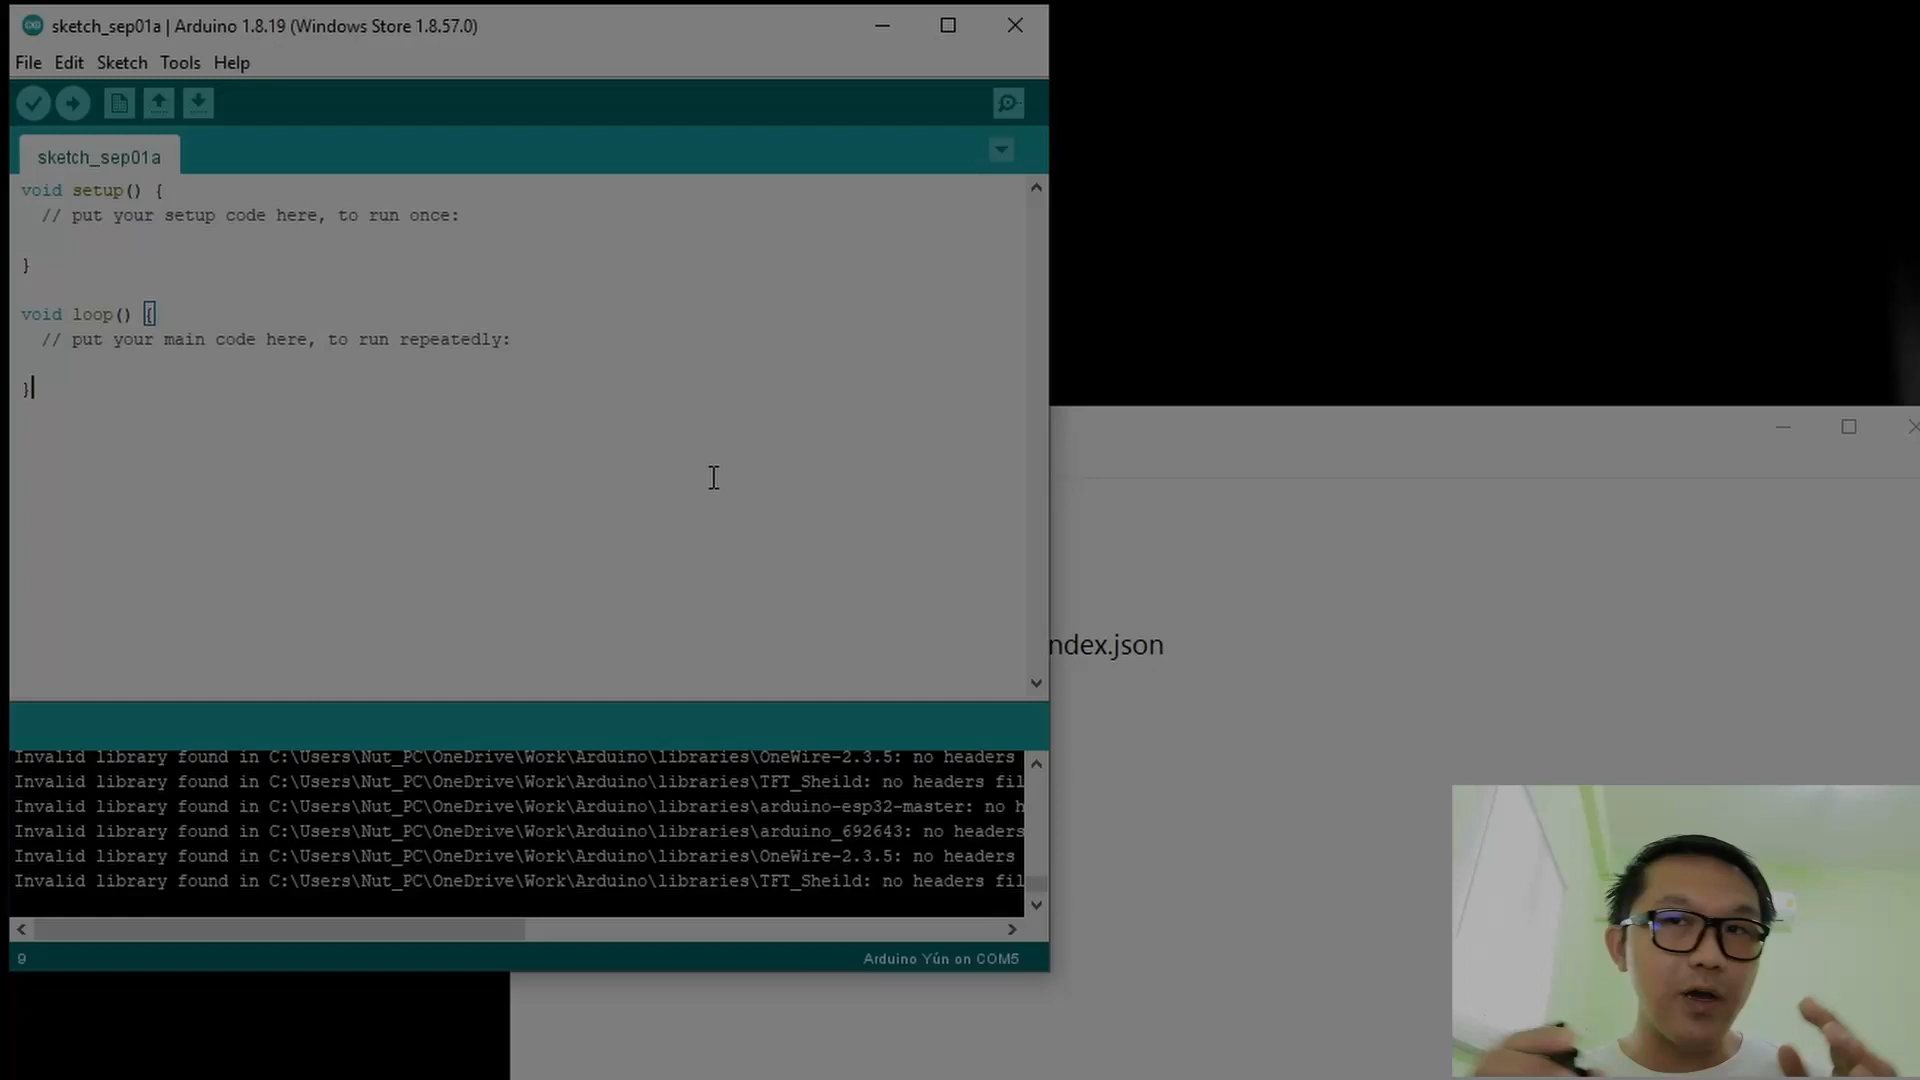 sketch_sep01a | Arduino 1.8.19 (Windows Store 1.8.57.0)
File Edit Sketch Tools Help
sketch_sep01a
void setup() {
// put your setup code here, to run once:
}
void loop() {
// put your main code here, to run repeatedly:
}
ndex.json
Invalid library found in C:\Users\Nut_PC\OneDrive\Work\Arduino\libraries\OneWire-2.3.5: no headers
Invalid library found in C:\Users\Nut_PC\OneDrive\Work\Arduino\libraries\TFT_Sheild: no headers fil
Invalid library found in C:\Users\Nut_PC\OneDrive\Work\Arduino\libraries\arduino-esp32-master: no h
Invalid library found in C:\Users\Nut_PC\OneDrive\Work\Arduino\libraries\arduino_692643: no headers
Invalid library found in C:\Users\Nut_PC\OneDrive\Work\Arduino\libraries\OneWire-2.3.5: no headers
Invalid library found in C:\Users\Nut_PC\OneDrive\Work\Arduino\libraries\TFT_Sheild: no headers fil
9
Arduino Yún on COM5